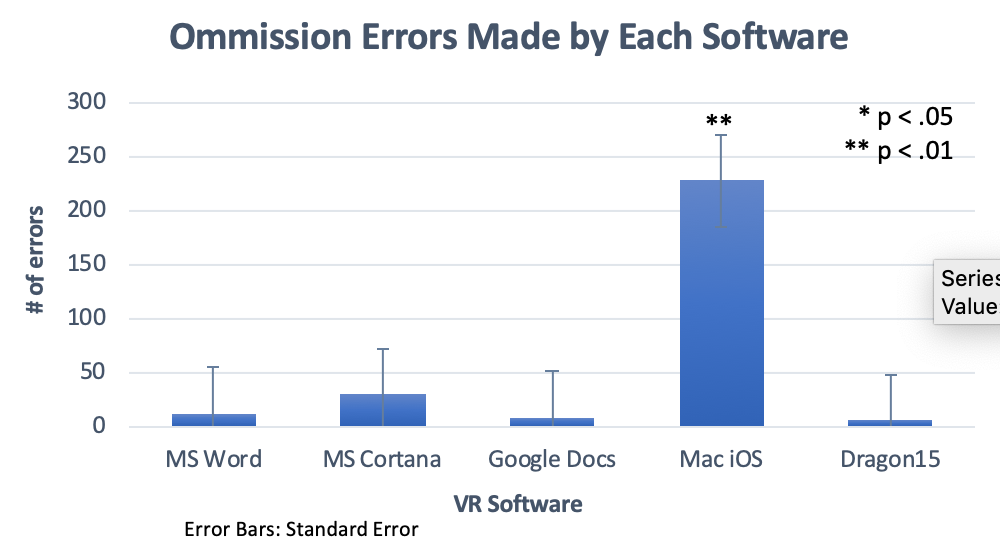 Ommission Errors Made by Each Software
300
* p < .05
**
250
** p < .01
200
150
100
50
0
# of errors
Series
Value
MS Word MS Cortana Google Docs Mac iOS Dragon15
VR Software
Error Bars: Standard Error